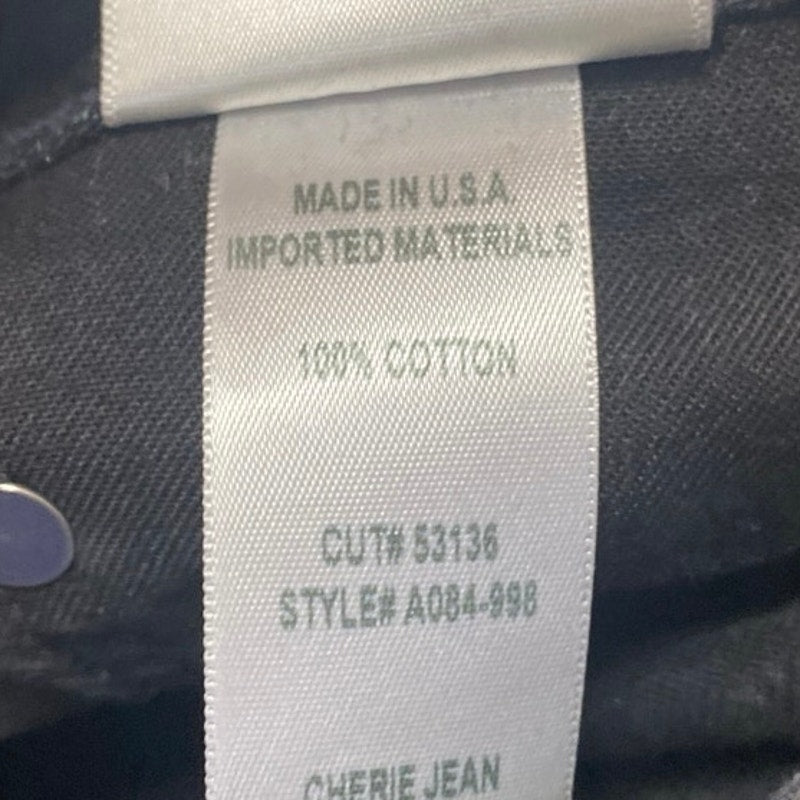 MADE IN U.S.A.
IMPORTED MATERIALS
100% COTTON
CUT# 53136
STYLE# A084-998
CHERIE JEAN